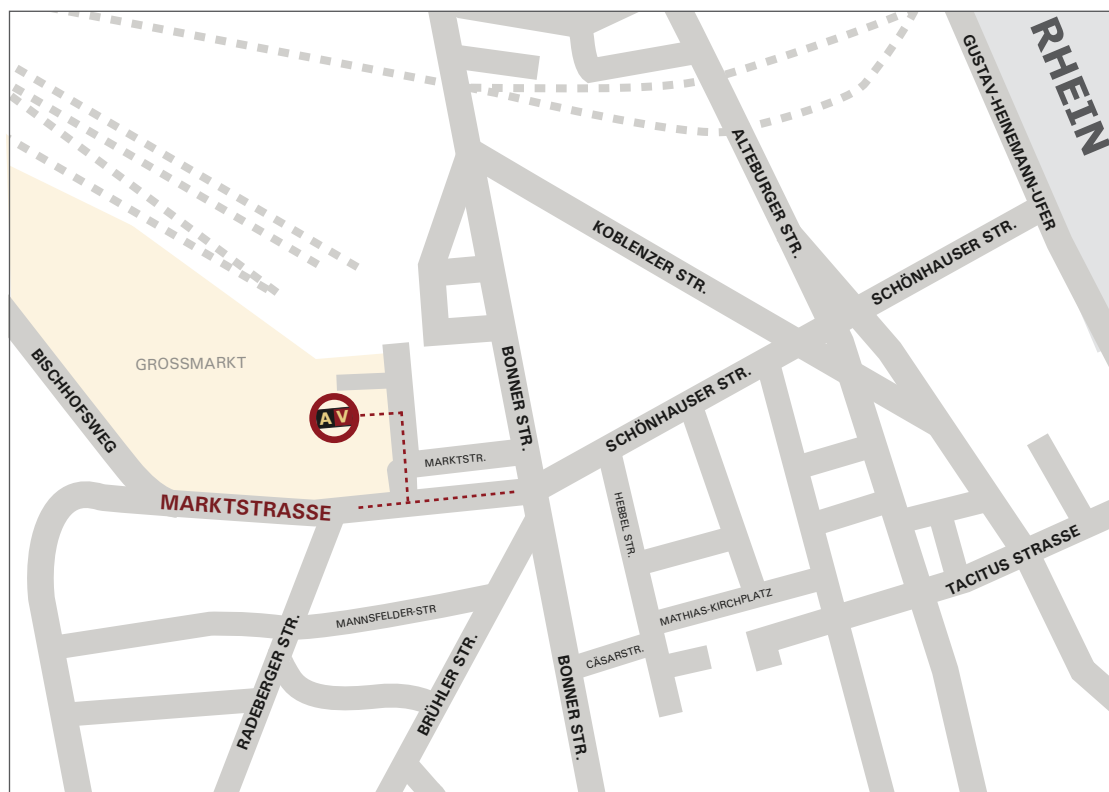 RHEIN
GUSTAV-HEINEMANN-UFER
ALTEBURGER STR.
KOBLENZER STR.
SCHÖNHAUSER STR.
GROSSMARKT
BISCHHOFSWEG
BONNER STR.
SCHÖNHAUSER STR.
A V
MARKTSTR.
MARKTSTRASSE
HEBBEL STR.
TACITUS STRASSE
MATHIAS-KIRCHPLATZ
MANNSFELDER-STR
CÄSARSTR.
RADEBERGER STR.
BRÜHLER STR.
BONNER STR.